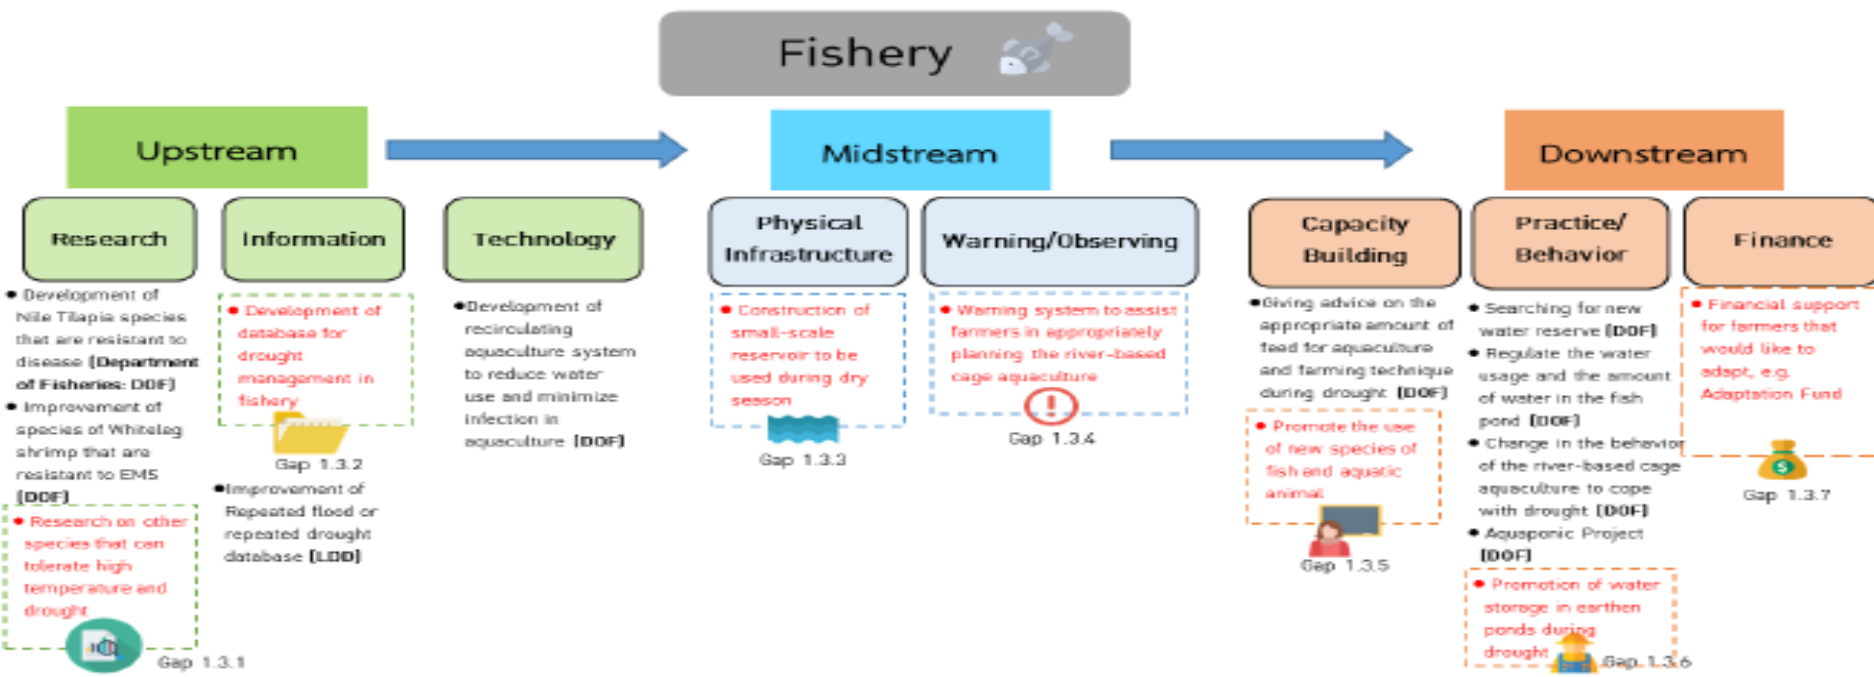 Fishery
Upstream
Midstream
Downstream
Research
Information
Technology
Physical
Infrastructure
Warning/Observing
Capacity
Building
Practice/
Behavior
Finance
● Development of
Nile Tilapia species
that are resistant to
disease [Department
of Fisheries: DOF]
● Improvement of
species of Whiteleg
shrimp that are
resistant to EMS
[DOF]
● Research on other
species that can
tolerate high
temperature and
drought
Gap 1.3.1
● Development of
database for
drought
management in
fishery
Gap 1.3.2
●Improvement of
Repeated flood or
repeated drought
database [LDD]
●Development of
recirculating
aquaculture system
to reduce water
use and minimize
infection in
aquaculture [DOF]
● Construction of
small-scale
reservoir to be
used during dry
season
Gap 1.3.3
● Warning system to assist
farmers in appropriately
planning the river-based
cage aquaculture
Gap 1.3.4
●Giving advice on the
appropriate amount of
feed for aquaculture
and farming technique
during drought [DOF]
● Promote the use
of new species of
fish and aquatic
animal
Gap 1.3.5
● Searching for new
water reserve [DOF]
● Regulate the water
usage and the amount
of water in the fish
pond [DOF]
● Change in the behavior
of the river-based cage
aquaculture to cope
with drought [DOF]
● Aquaponic Project
[DOF]
● Promotion of water
storage in earthen
ponds during
drought
Gap 1.3.6
● Financial support
for farmers that
would like to
adapt, e.g.
Adaptation Fund
Gap 1.3.7